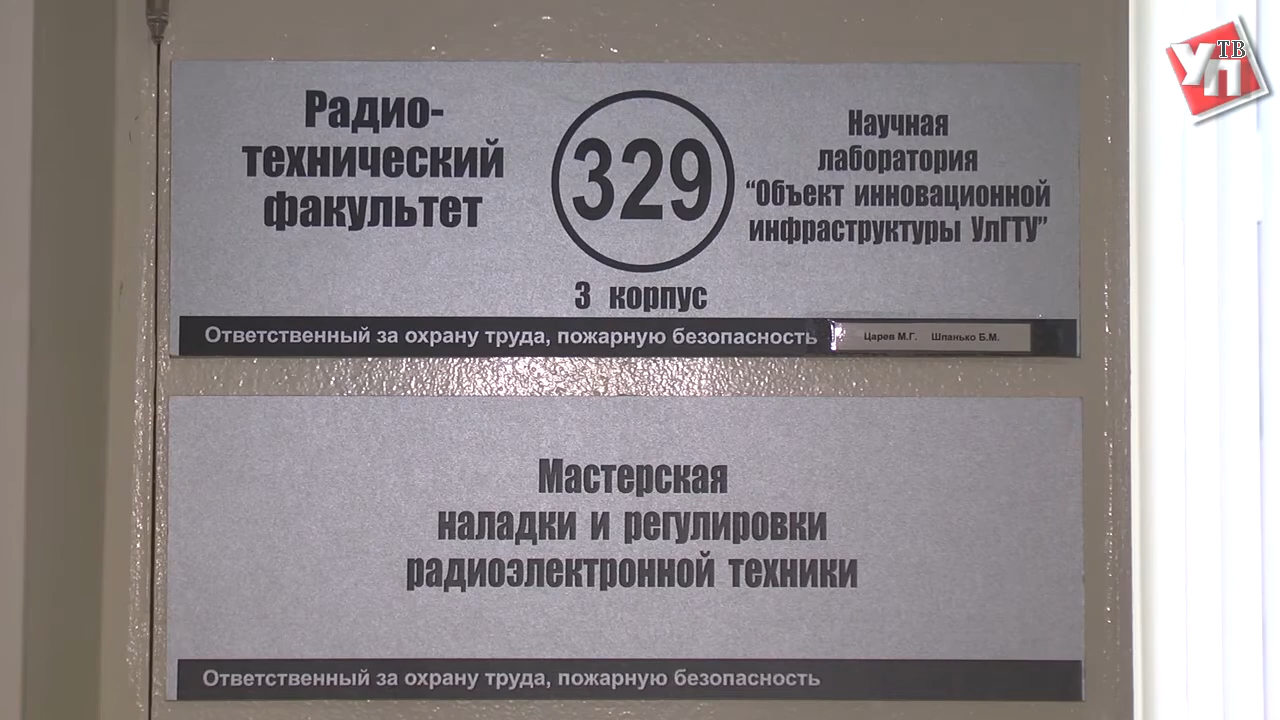 УП ТВ
Радио-
технический
факультет
329
3 корпус
Научная
лаборатория
“Объект инновационной
инфраструктуры УлГТУ”
Ответственный за охрану труда, пожарную безопасность
Царев М.Г. Шпанько Б.М.
Мастерская
наладки и регулировки
радиоэлектронной техники
Ответственный за охрану труда, пожарную безопасность